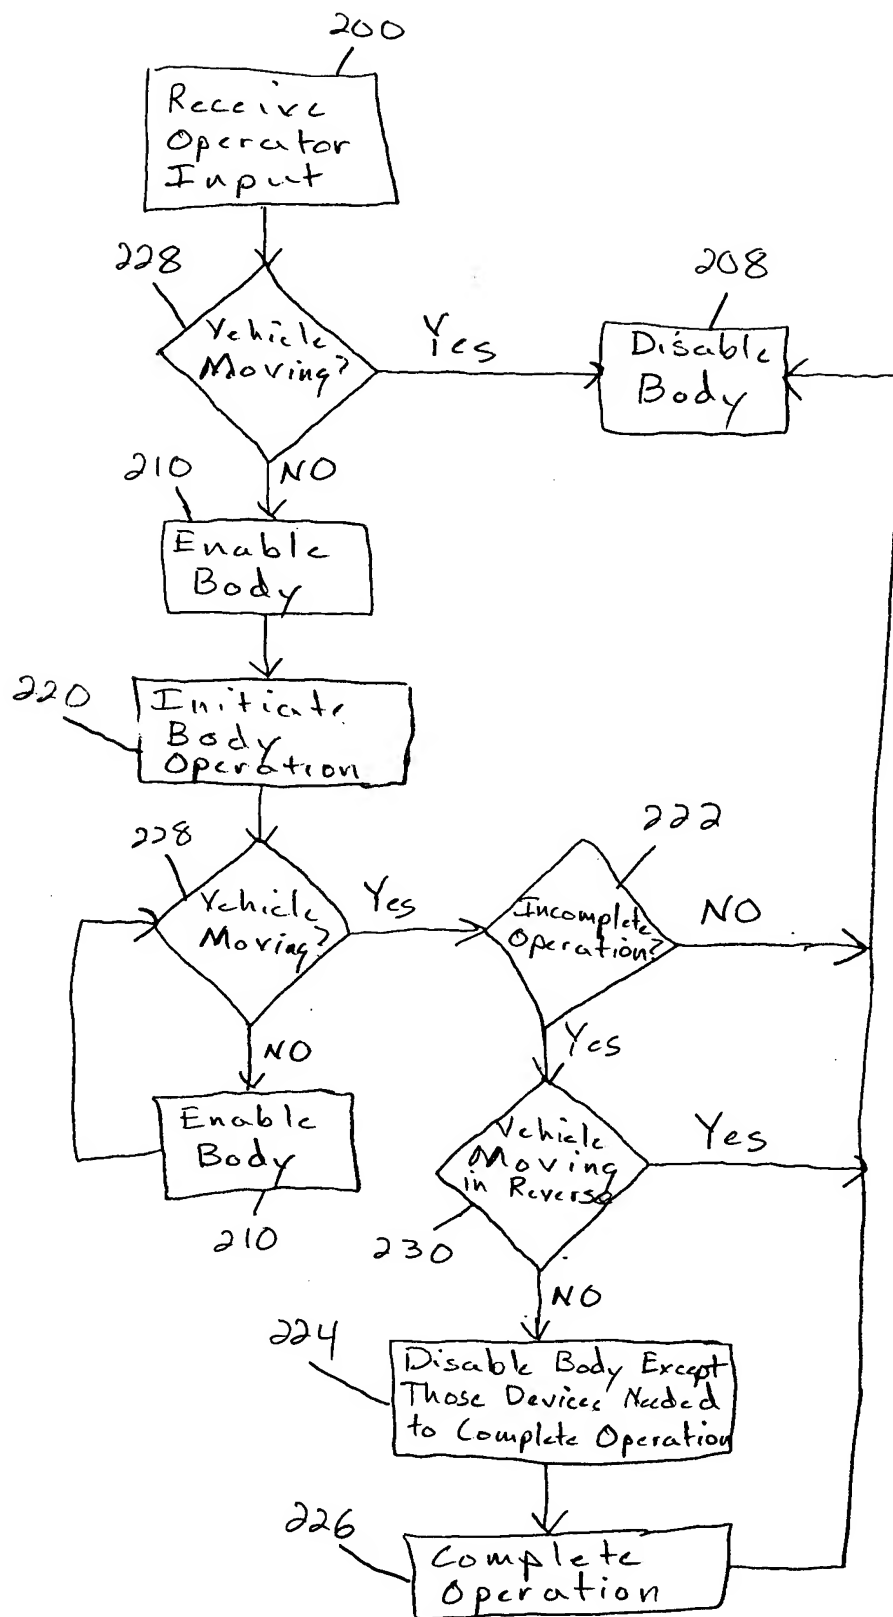 200
Receive
Operator
Input
228
Vehicle
Moving?
Yes
208
Disable
Body
NO
210
Enable
Body
220
Initiate
Body
Operation
228
Vehicle
Moving?
Yes
222
Incomplete
Operation?
NO
NO
Enable
Body
210
Yes
Vehicle
Moving
in Reverse
Yes
230
NO
224
Disable Body Except
Those Devices Needed
to Complete Operation
226
Complete
Operation